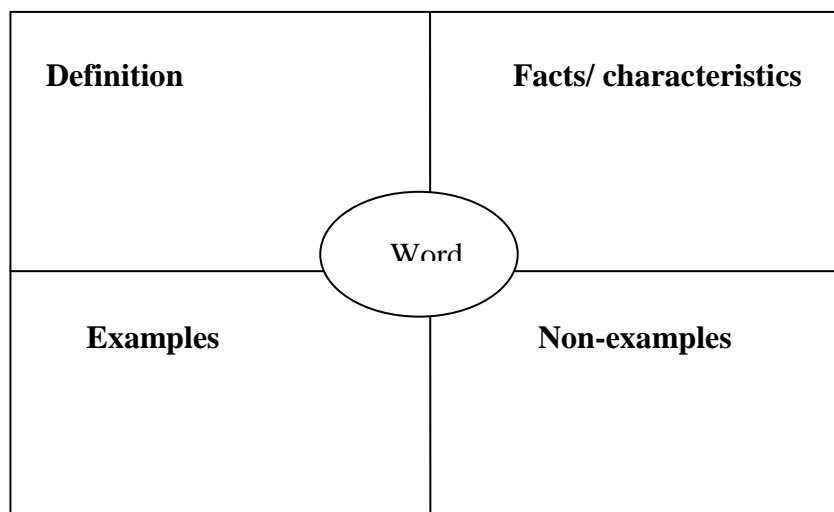 Definition
Facts/ characteristics
Word
Examples
Non-examples